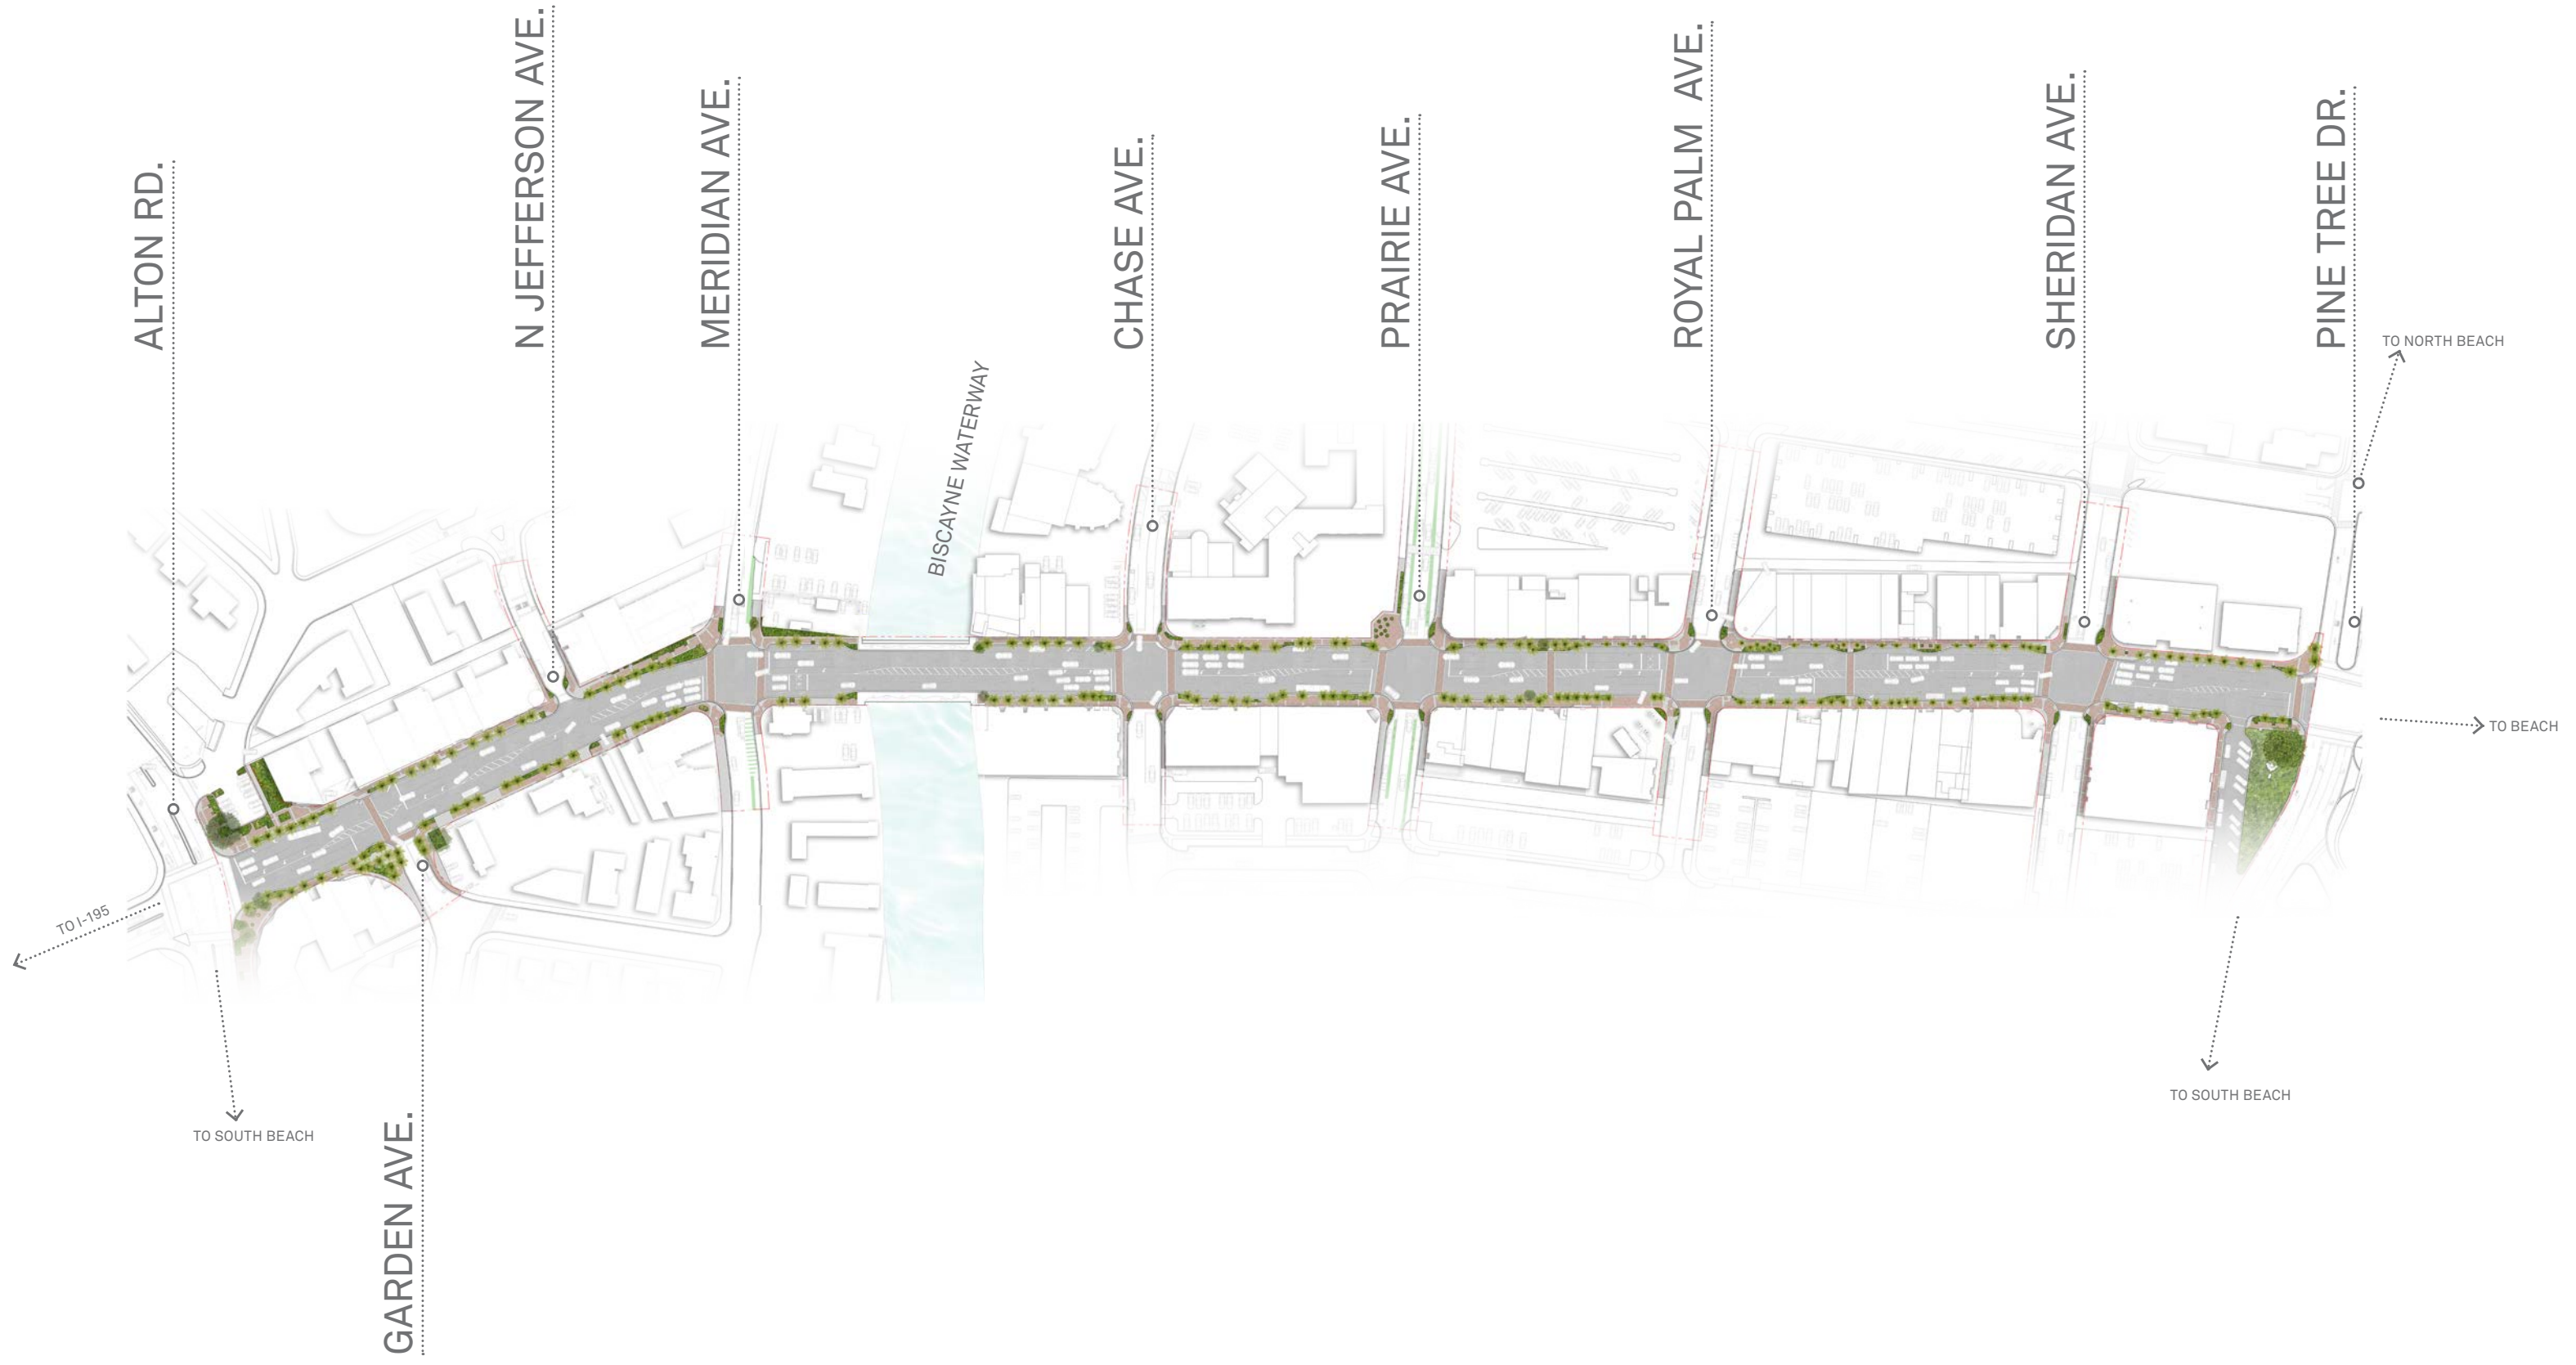 ALTON RD.
N JEFFERSON AVE.
MERIDIAN AVE.
BISCAYNE WATERWAY
CHASE AVE.
PRAIRIE AVE.
ROYAL PALM AVE.
SHERIDAN AVE.
PINE TREE DR.
TO NORTH BEACH
TO BEACH
TO I-195
TO SOUTH BEACH
GARDEN AVE.
TO SOUTH BEACH